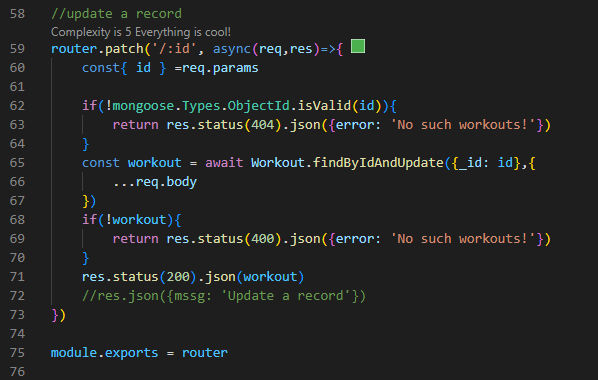 58 //update a record
Complexity is 5 Everything is cool!
59 router.patch('/:id', async(req,res)=>{
60 const{ id } =req.params
61
62 if(!mongoose.Types.ObjectId.isValid(id)){
63 return res.status(404).json({error: 'No such workouts!'})
64 }
65 const workout = await Workout.findByIdAndUpdate({_id: id},{
66 ...req.body
67 })
68 if(!workout){
69 return res.status(400).json({error: 'No such workouts!'})
70 }
71 res.status(200).json(workout)
72 //res.json({mssg: 'Update a record'})
73 })
74
75 module.exports = router
76